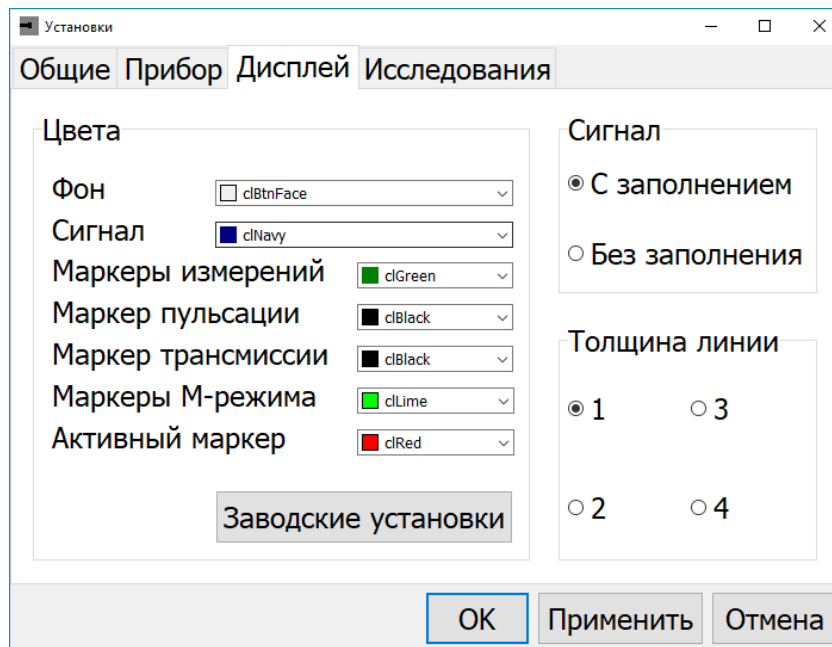 Установки
Общие Прибор Дисплей Исследования
Цвета
Фон clBtnFace
Сигнал clNavy
Маркеры измерений clGreen
Маркер пульсации clBlack
Маркер трансмиссии clBlack
Маркеры М-режима clLime
Активный маркер clRed
Заводские установки
Сигнал
С заполнением
Без заполнения
Толщина линии
1 3
2 4
OK Применить Отмена